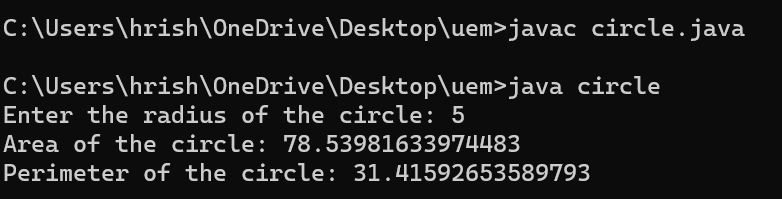 C:\Users\hrish\OneDrive\Desktop\uem>javac circle.java
C:\Users\hrish\OneDrive\Desktop\uem>java circle
Enter the radius of the circle: 5
Area of the circle: 78.53981633974483
Perimeter of the circle: 31.41592653589793